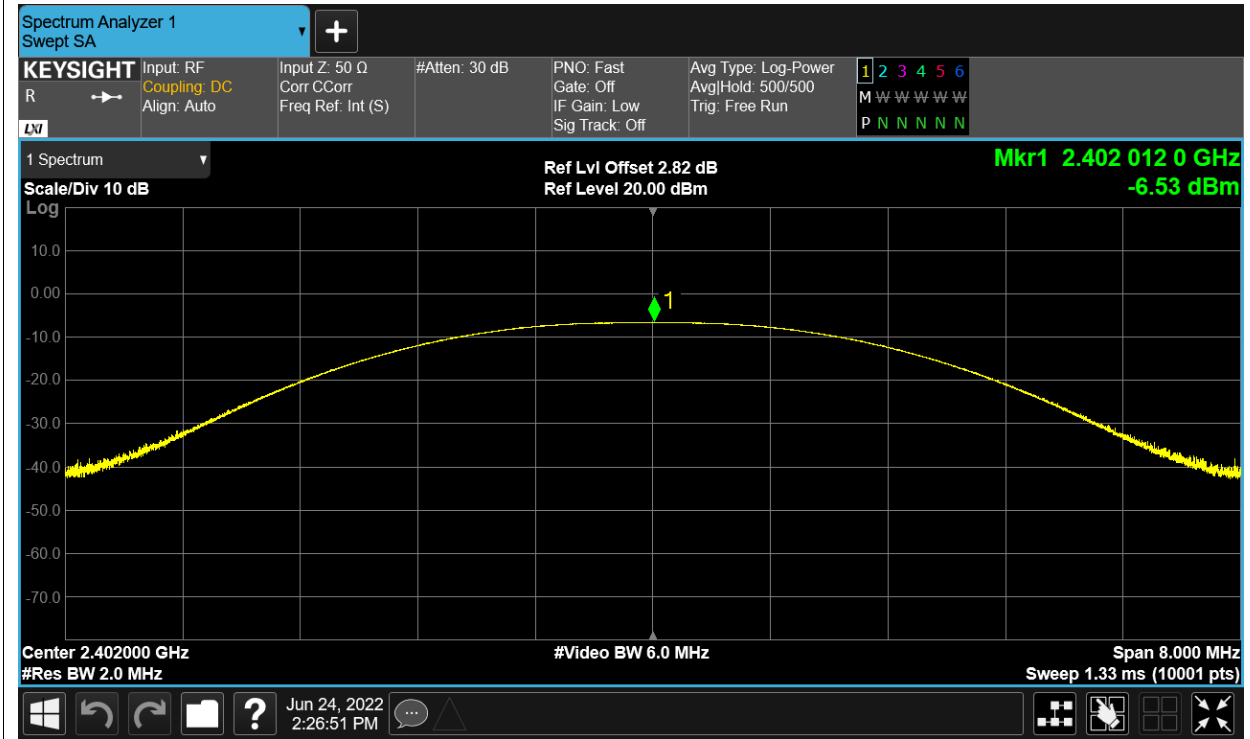 Spectrum Analyzer 1
Swept SA
+
KEYSIGHT
R
LXI
Input: RF
Coupling: DC
Align: Auto
Input Z: 50 Ω
Corr CCorr
Freq Ref: Int (S)
#Atten: 30 dB
PNO: Fast
Gate: Off
IF Gain: Low
Sig Track: Off
Avg Type: Log-Power
Avg|Hold: 500/500
Trig: Free Run
1 2 3 4 5 6
M W W W W W
P N N N N N
1 Spectrum
Scale/Div 10 dB
Log
Ref Lvl Offset 2.82 dB
Ref Level 20.00 dBm
Mkr1 2.402 012 0 GHz
-6.53 dBm
10.0
0.00
1
-10.0
-20.0
-30.0
-40.0
-50.0
-60.0
-70.0
Center 2.402000 GHz
#Video BW 6.0 MHz
Span 8.000 MHz
#Res BW 2.0 MHz
Sweep 1.33 ms (10001 pts)
?
Jun 24, 2022
2:26:51 PM